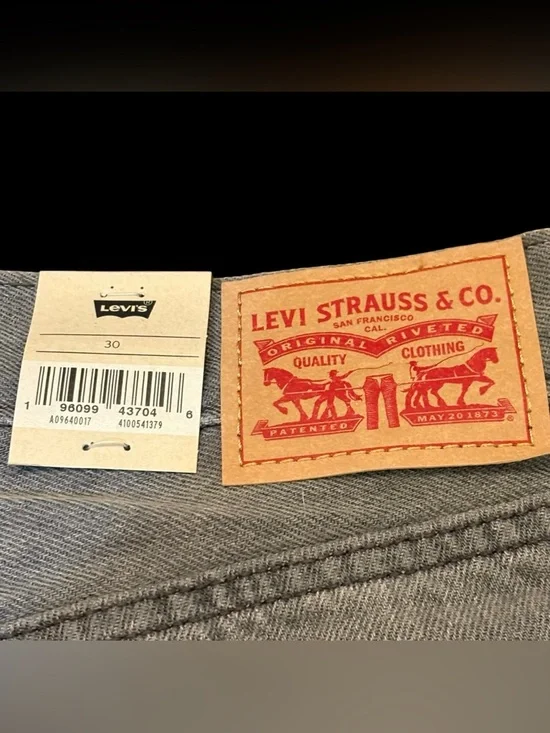 LEVI'S®
30
1 96099 43704 6
A09640017 4100541379
LEVI STRAUSS & CO.
SAN FRANCISCO
CAL.
ORIGINAL RIVETED
QUALITY CLOTHING
PATENTED MAY 20 1873
®